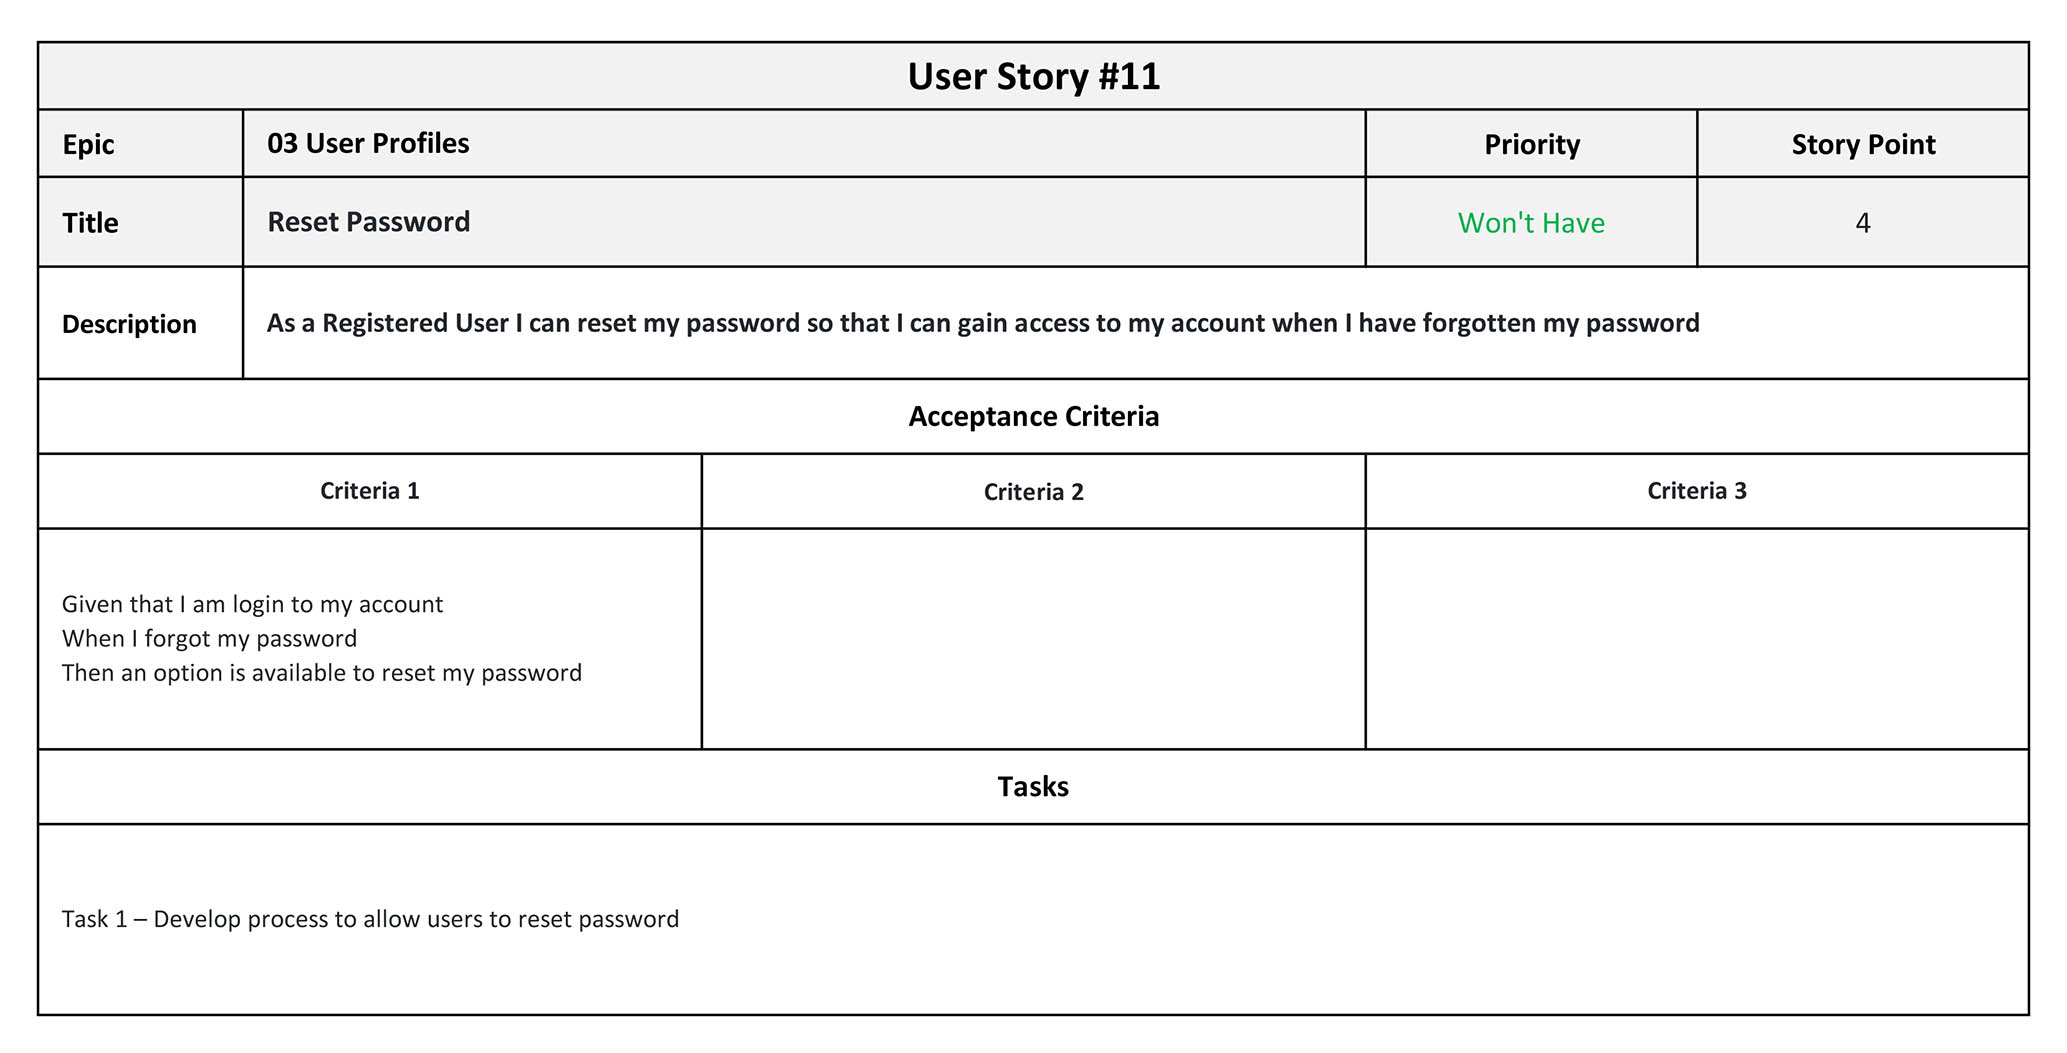 User Story #11
Epic
03 User Profiles
Priority
Story Point
Title
Reset Password
Won't Have
4
Description
As a Registered User I can reset my password so that I can gain access to my account when I have forgotten my password
Acceptance Criteria
Criteria 1
Criteria 2
Criteria 3
Given that I am login to my account
When I forgot my password
Then an option is available to reset my password
Tasks
Task 1 – Develop process to allow users to reset password